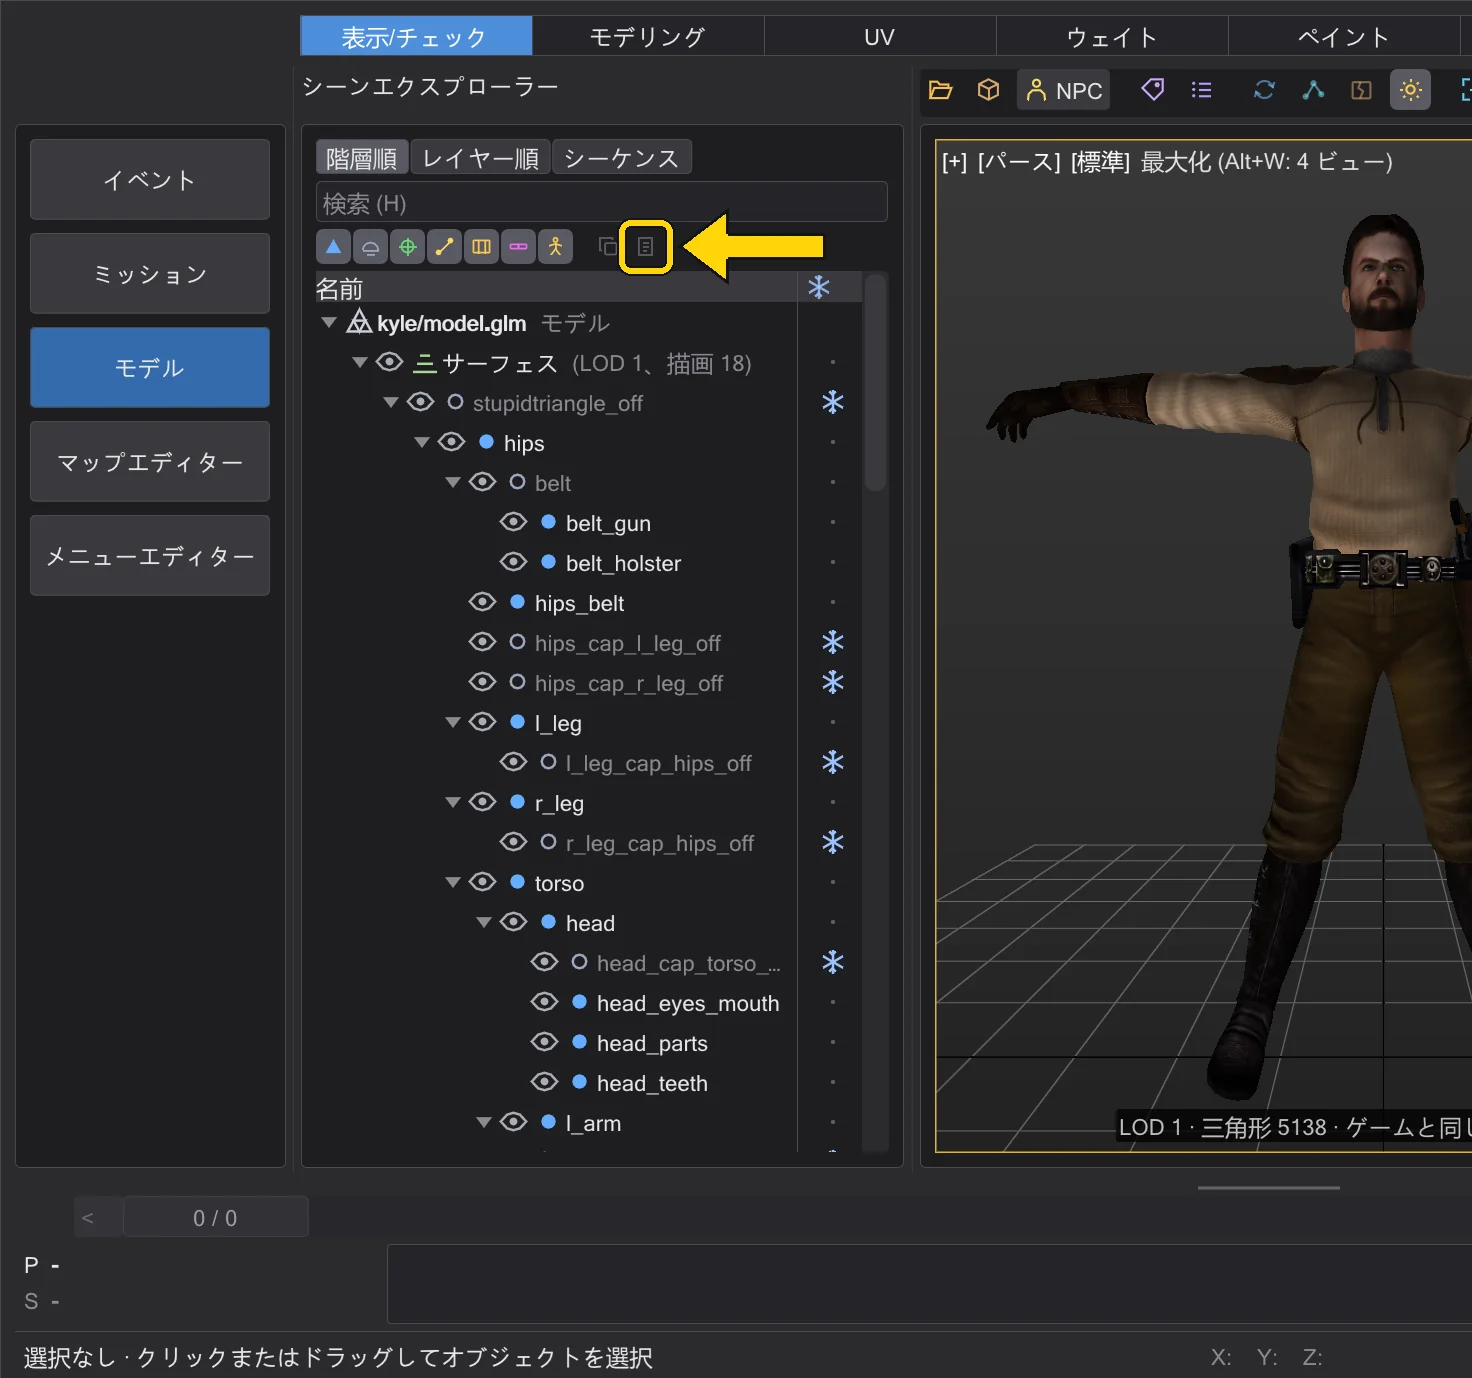 表示/チェック
モデリング
UV
ウェイト
ペイント
シーンエクスプローラー
NPC
イベント
ミッション
モデル
マップエディター
メニューエディター
階層順
レイヤー順
シーケンス
検索 (H)
名前
kyle/model.glm モデル
サーフェス (LOD 1、描画 18)
stupidtriangle_off
hips
belt
belt_gun
belt_holster
hips_belt
hips_cap_l_leg_off
hips_cap_r_leg_off
l_leg
l_leg_cap_hips_off
r_leg
r_leg_cap_hips_off
torso
head
head_cap_torso_...
head_eyes_mouth
head_parts
head_teeth
l_arm
[+] [パース] [標準] 最大化 (Alt+W: 4 ビュー)
LOD 1 · 三角形 5138 · ゲームと同じ
< 0 / 0
P -
S -
選択なし · クリックまたはドラッグしてオブジェクトを選択
X: Y: Z: